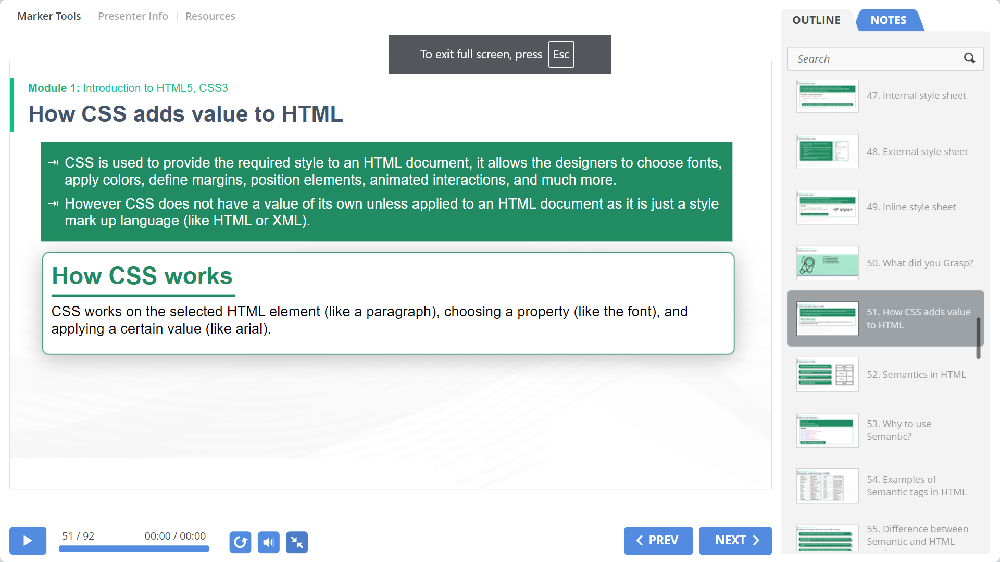 Marker Tools
Presenter Info
Resources
To exit full screen, press Esc
Module 1: Introduction to HTML5, CSS3
How CSS adds value to HTML
CSS is used to provide the required style to an HTML document, it allows the designers to choose fonts,
apply colors, define margins, position elements, animated interactions, and much more.
However CSS does not have a value of its own unless applied to an HTML document as it is just a style
mark up language (like HTML or XML).
How CSS works
CSS works on the selected HTML element (like a paragraph), choosing a property (like the font), and
applying a certain value (like arial).
51 / 92
00:00 / 00:00
PREV
NEXT
OUTLINE
NOTES
Search
47. Internal style sheet
48. External style sheet
<P style>
49. Inline style sheet
50. What did you Grasp?
51. How CSS adds value
to HTML
52. Semantics in HTML
53. Why to use
Semantic?
54. Examples of
Semantic tags in HTML
55. Difference between
Semantic and HTML